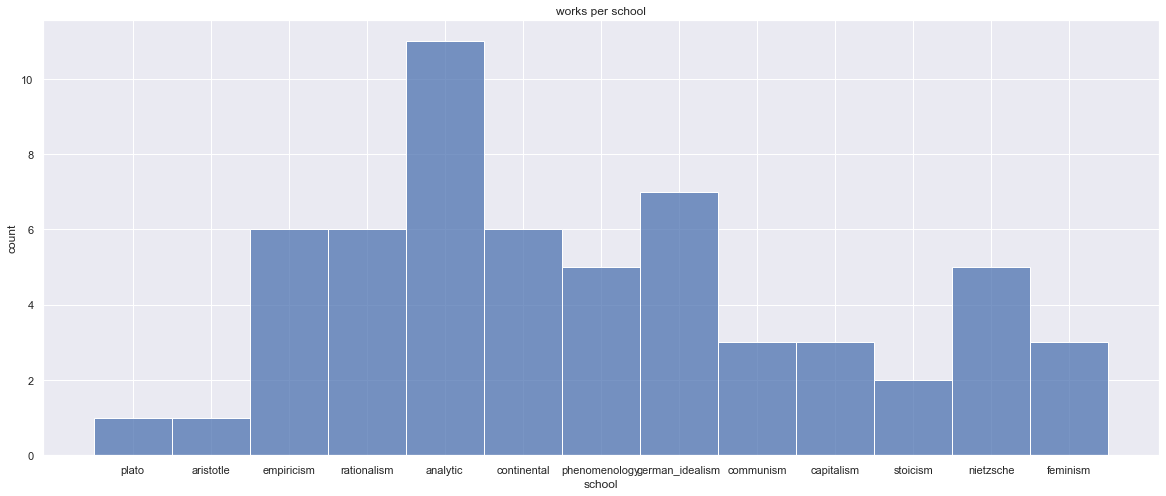 works per school
10
8
6
4
2
0
count
plato aristotle empiricism rationalism analytic continental phenomenology german_idealism communism capitalism stoicism nietzsche feminism
school